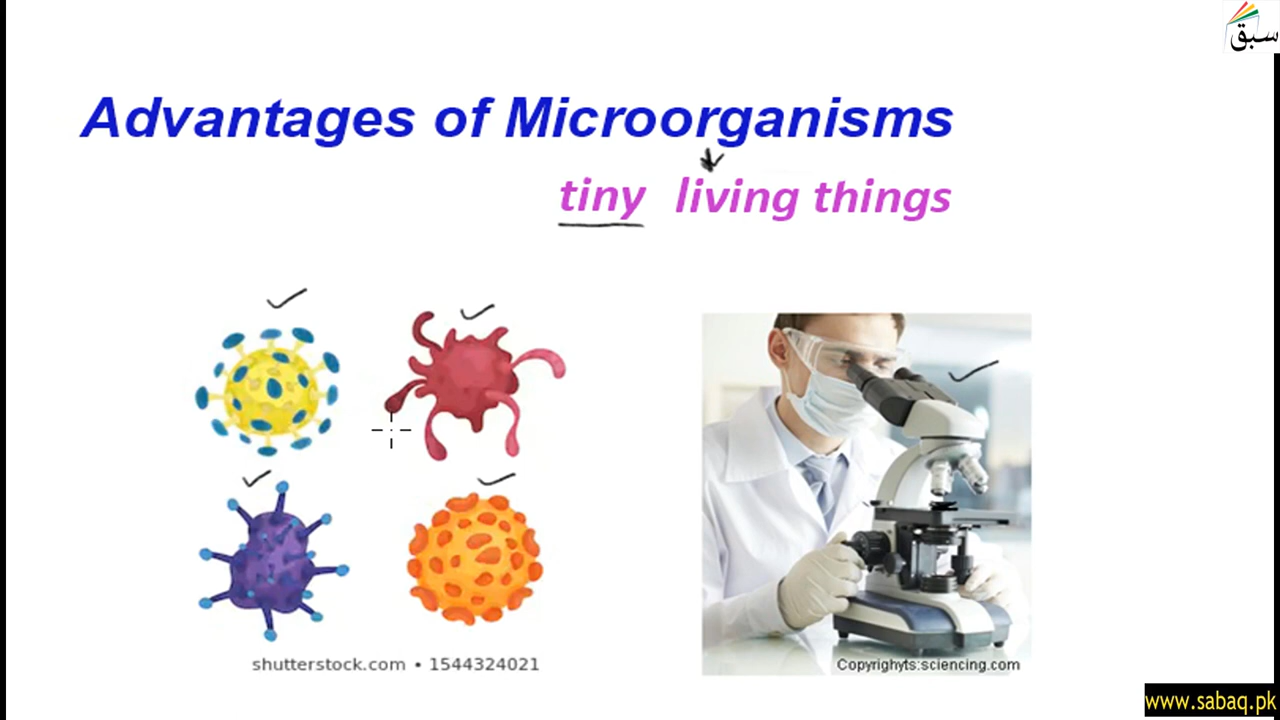 سبق
Advantages of Microorganisms
tiny living things
shutterstock.com • 1544324021
Copyrighyts:sciencing.com
www.sabaq.pk